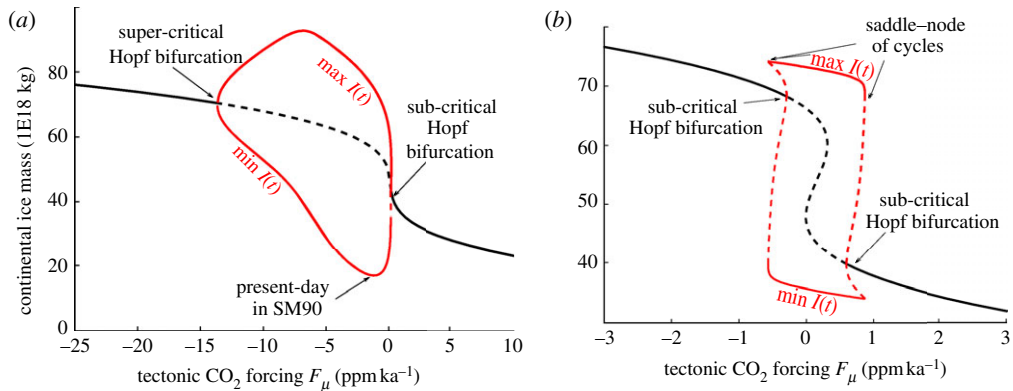 (a)
super-critical
Hopf bifurcation
max I(t)
min I(t)
sub-critical
Hopf
bifurcation
present-day
in SM90
continental ice mass (1E18 kg)
80
60
40
20
0
−25
−20
−15
−10
−5
0
5
10
tectonic CO2 forcing Fμ (ppm ka−1)
(b)
saddle–node
of cycles
max I(t)
sub-critical
Hopf bifurcation
sub-critical
Hopf bifurcation
min I(t)
70
60
50
40
−3
−2
−1
0
1
2
3
tectonic CO2 forcing Fμ (ppm ka−1)